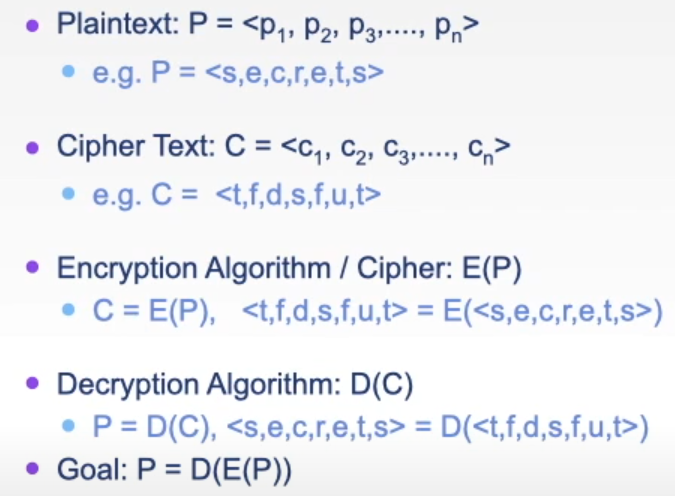 Plaintext: P = <p₁, p₂, p₃,...., pₙ>
e.g. P = <s,e,c,r,e,t,s>
Cipher Text: C = <c₁, c₂, c₃,...., cₙ>
e.g. C = <t,f,d,s,f,u,t>
Encryption Algorithm / Cipher: E(P)
C = E(P), <t,f,d,s,f,u,t> = E(<s,e,c,r,e,t,s>)
Decryption Algorithm: D(C)
P = D(C), <s,e,c,r,e,t,s> = D(<t,f,d,s,f,u,t>)
Goal: P = D(E(P))